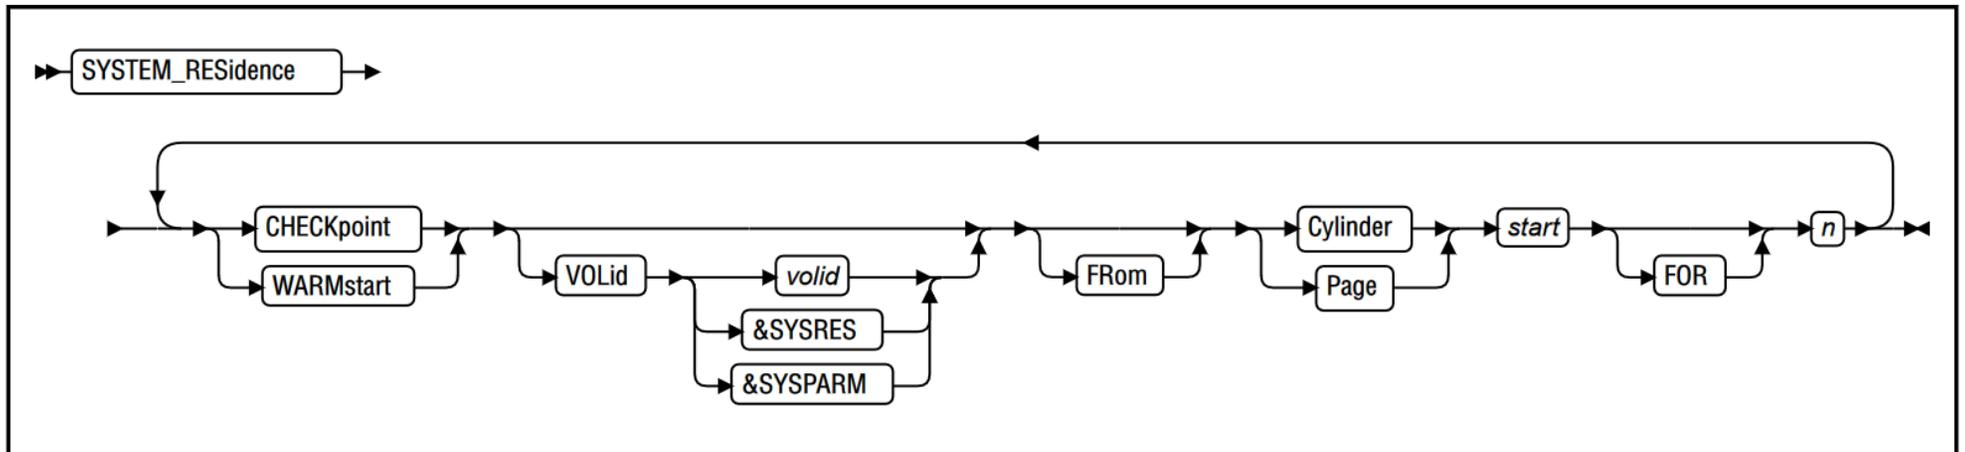 SYSTEM_RESidence
CHECKpoint Cylinder start n
WARMstart VOLid volid FRom Page FOR
&SYSRES
&SYSPARM